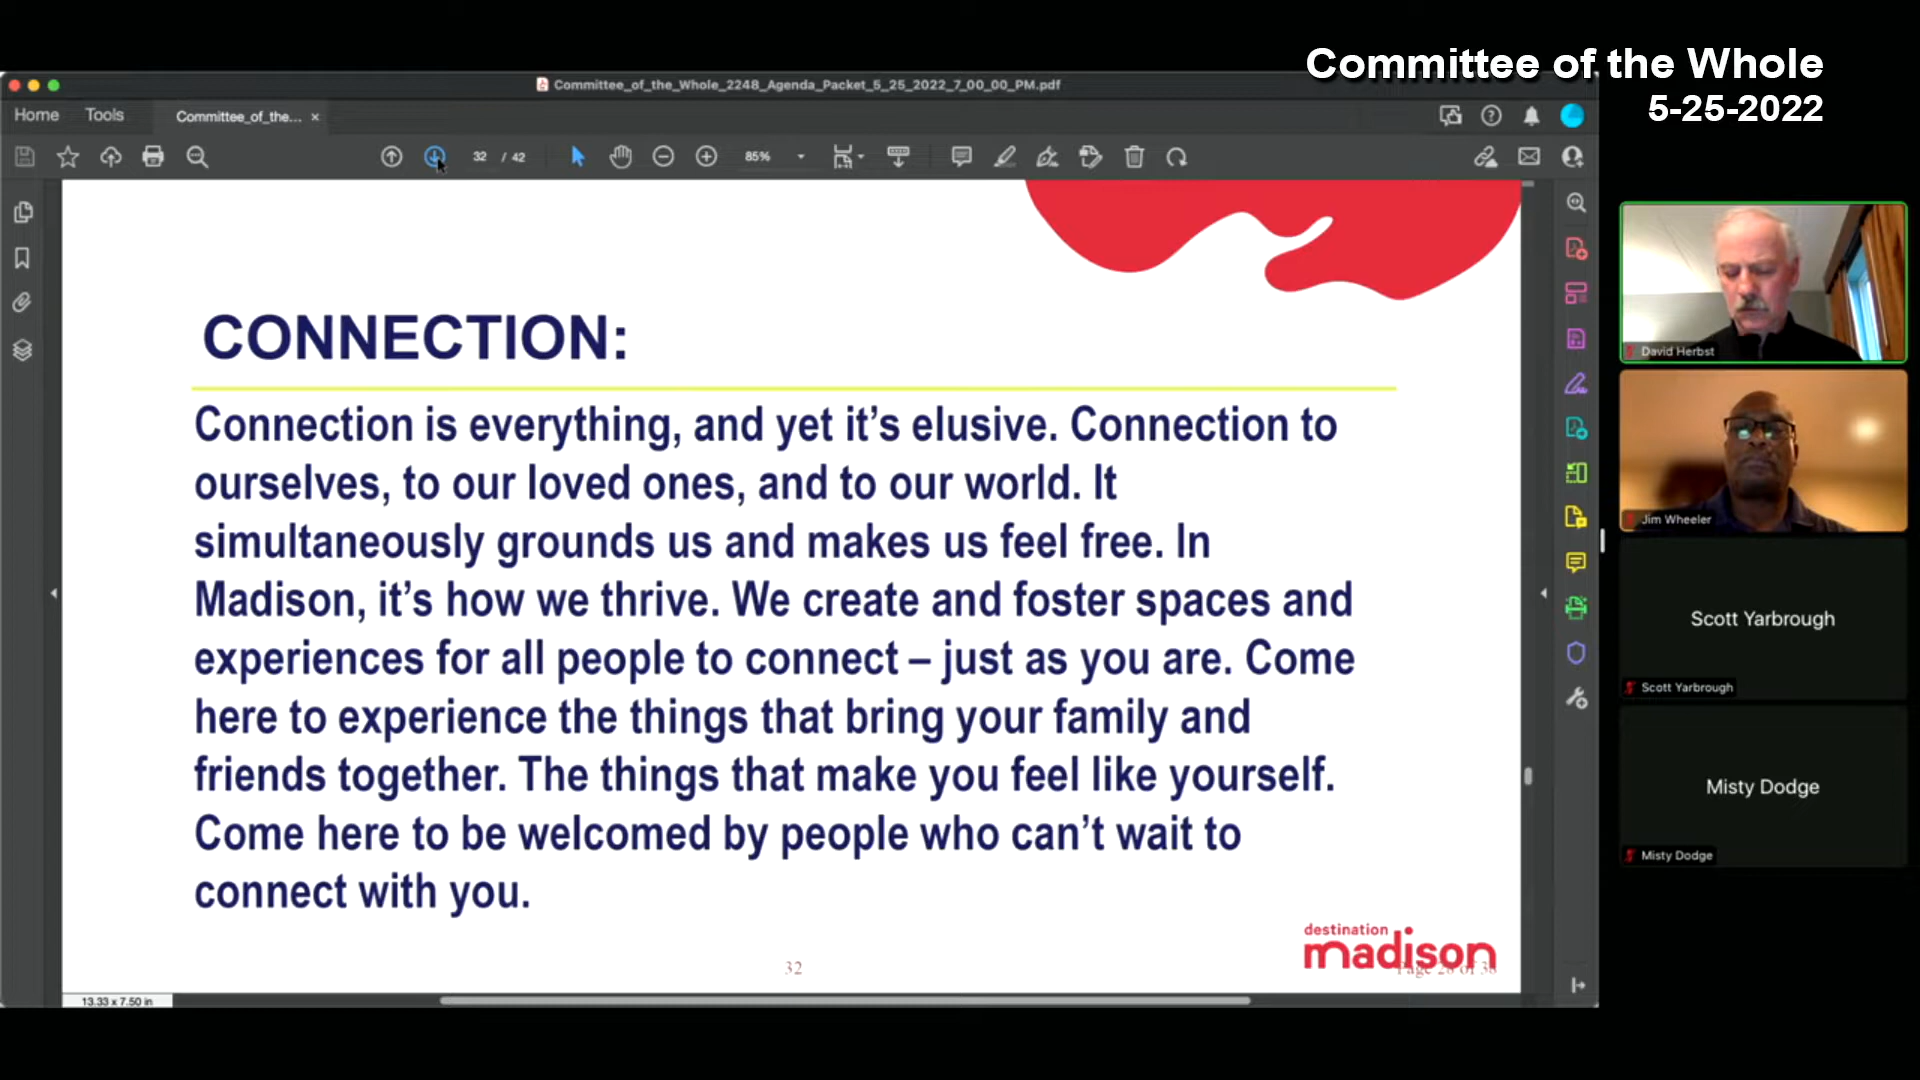 Committee of the Whole
5-25-2022
Committee_of_the_Whole_2248_Agenda_Packet_5_25_2022_7_00_00_PM.pdf
Home
Tools
Committee_of_the...
32 / 42
85%
CONNECTION:
Connection is everything, and yet it’s elusive. Connection to
ourselves, to our loved ones, and to our world. It
simultaneously grounds us and makes us feel free. In
Madison, it’s how we thrive. We create and foster spaces and
experiences for all people to connect – just as you are. Come
here to experience the things that bring your family and
friends together. The things that make you feel like yourself.
Come here to be welcomed by people who can’t wait to
connect with you.
destination
madison
32
13.33 x 7.50 in
David Herbst
Jim Wheeler
Scott Yarbrough
Scott Yarbrough
Misty Dodge
Misty Dodge